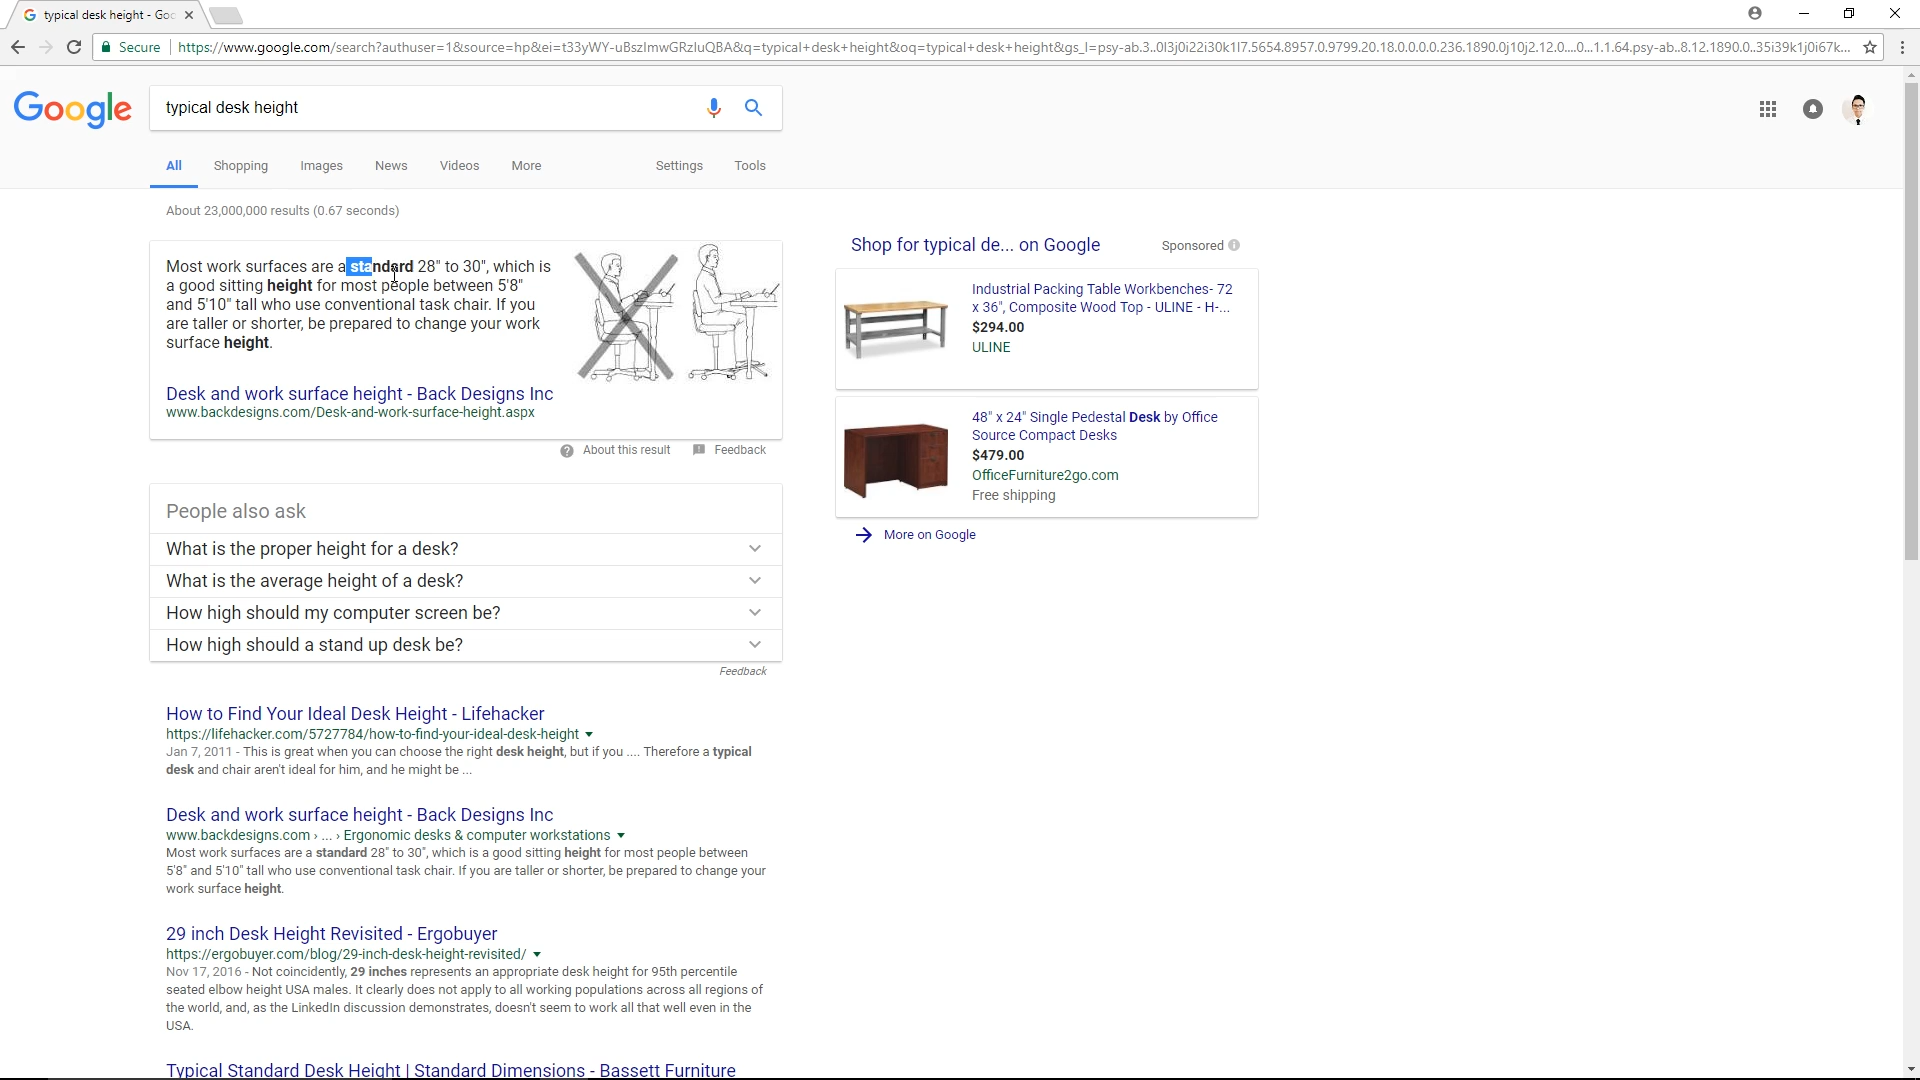 typical desk height - Goo
Secure
https://www.google.com/search?authuser=1&source=hp&ei=t33yWY-uBszImwGRzIuQBA&q=typical+desk+height&oq=typical+desk+height&gs_l=psy-ab.3..0l3j0i22i30k1l7.5654.8957.0.9799.20.18.0.0.0.0.236.1890.0j10j2.12.0....0...1.1.64.psy-ab..8.12.1890.0..35i39k1j0i67k...
Google
typical desk height
All Shopping Images News Videos More Settings Tools
About 23,000,000 results (0.67 seconds)
Most work surfaces are a standard 28" to 30", which is
a good sitting height for most people between 5'8"
and 5'10" tall who use conventional task chair. If you
are taller or shorter, be prepared to change your work
surface height.
Desk and work surface height - Back Designs Inc
www.backdesigns.com/Desk-and-work-surface-height.aspx
About this result Feedback
People also ask
What is the proper height for a desk?
What is the average height of a desk?
How high should my computer screen be?
How high should a stand up desk be?
Feedback
How to Find Your Ideal Desk Height - Lifehacker
https://lifehacker.com/5727784/how-to-find-your-ideal-desk-height
Jan 7, 2011 - This is great when you can choose the right desk height, but if you .... Therefore a typical
desk and chair aren't ideal for him, and he might be ...
Desk and work surface height - Back Designs Inc
www.backdesigns.com › ... › Ergonomic desks & computer workstations
Most work surfaces are a standard 28" to 30", which is a good sitting height for most people between
5'8" and 5'10" tall who use conventional task chair. If you are taller or shorter, be prepared to change your
work surface height.
29 inch Desk Height Revisited - Ergobuyer
https://ergobuyer.com/blog/29-inch-desk-height-revisited/
Nov 17, 2016 - Not coincidently, 29 inches represents an appropriate desk height for 95th percentile
seated elbow height USA males. It clearly does not apply to all working populations across all regions of
the world, and, as the LinkedIn discussion demonstrates, doesn't seem to work all that well even in the
USA.
Typical Standard Desk Height | Standard Dimensions - Bassett Furniture
Shop for typical de... on Google
Sponsored
Industrial Packing Table Workbenches- 72
x 36", Composite Wood Top - ULINE - H-...
$294.00
ULINE
48" x 24" Single Pedestal Desk by Office
Source Compact Desks
$479.00
OfficeFurniture2go.com
Free shipping
More on Google